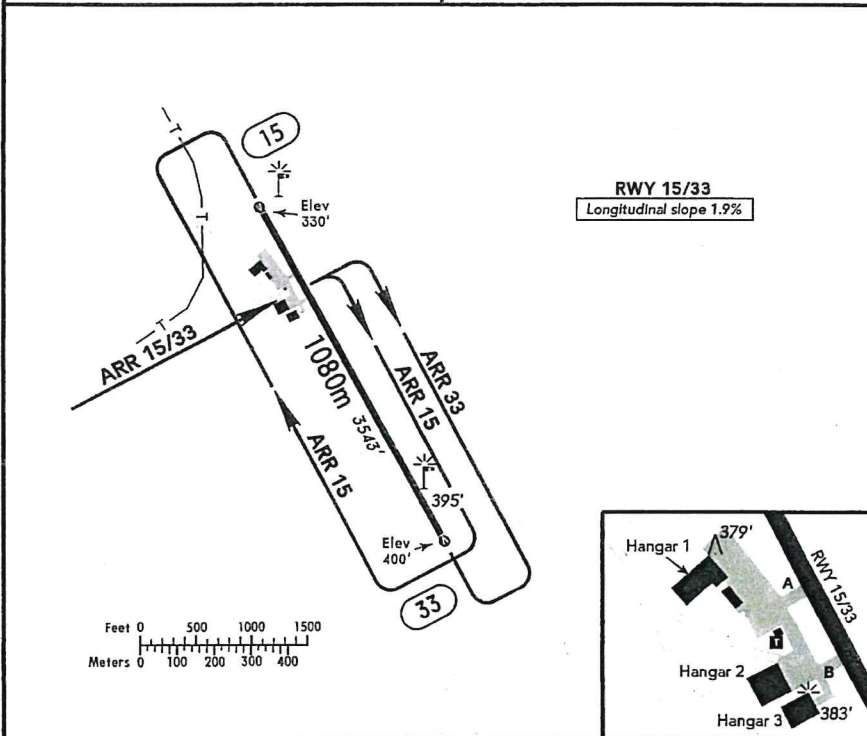 15
T
Elev
330'
RWY 15/33
Longitudinal slope 1.9%
T
T
ARR 15/33
1080m 3543'
ARR 15
ARR 33
ARR 15
395'
Elev
400'
33
Feet 0 500 1000 1500
Meters 0 100 200 300 400
379'
Hangar 1
A
RWY 15/33
T
Hangar 2
B
Hangar 3
383'